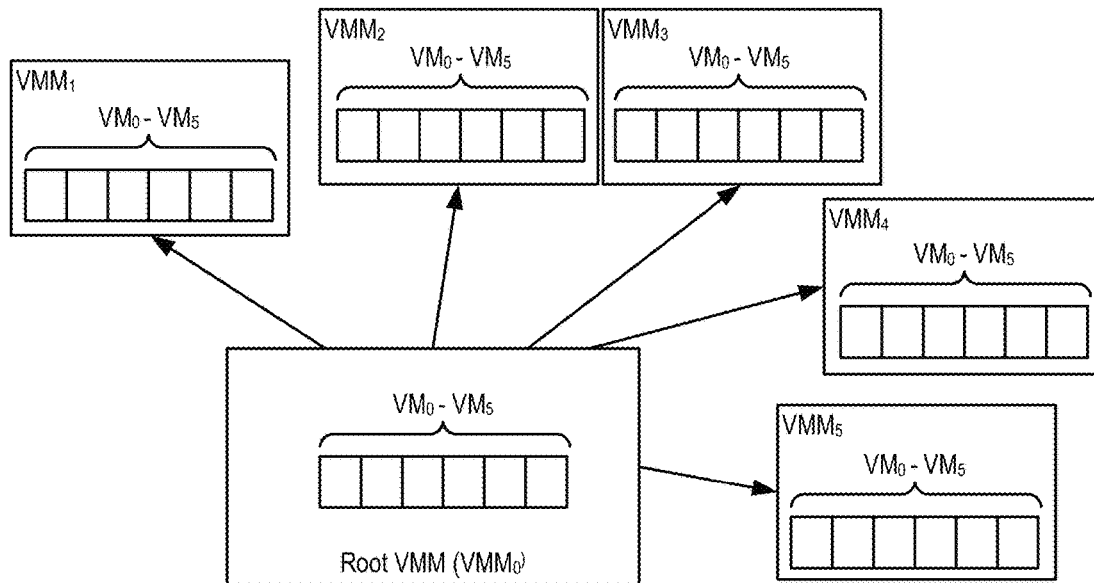 VMM₁
VM₀ - VM₅
VMM₂
VM₀ - VM₅
VMM₃
VM₀ - VM₅
VMM₄
VM₀ - VM₅
VM₀ - VM₅
Root VMM (VMM₀)
VMM₅
VM₀ - VM₅